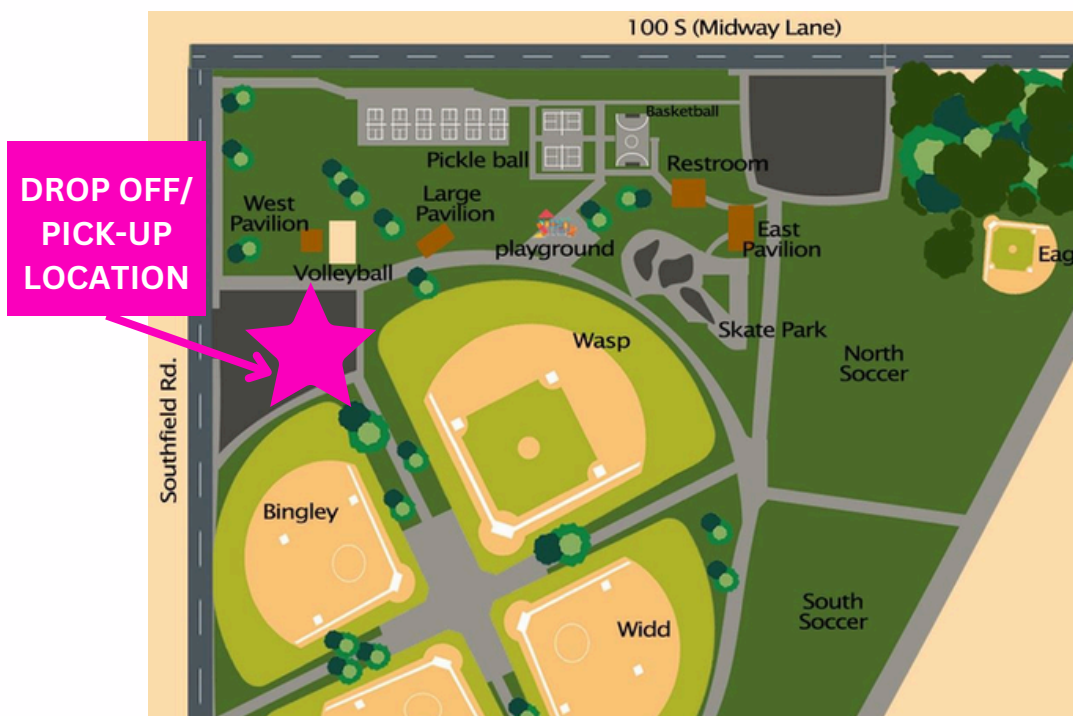 100 S (Midway Lane)
Basketball
Pickle ball
Restroom
DROP OFF/
PICK-UP
LOCATION
West
Pavilion
Large
Pavilion
playground
East
Pavilion
Eag
Volleyball
Skate Park
Wasp
North
Soccer
Southfield Rd.
Bingley
South
Soccer
Widd